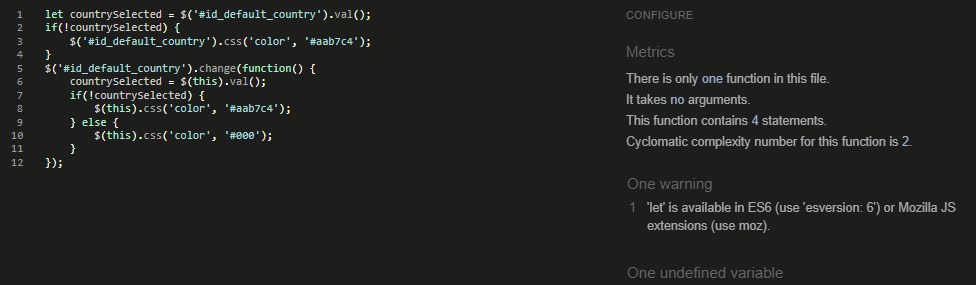 1 let countrySelected = $('#id_default_country').val();
2 if(!countrySelected) {
3 $('#id_default_country').css('color', '#aab7c4');
4 }
5 $('#id_default_country').change(function() {
6 countrySelected = $(this).val();
7 if(!countrySelected) {
8 $(this).css('color', '#aab7c4');
9 } else {
10 $(this).css('color', '#000');
11 }
12 });
CONFIGURE
Metrics
There is only one function in this file.
It takes no arguments.
This function contains 4 statements.
Cyclomatic complexity number for this function is 2.
One warning
1 'let' is available in ES6 (use 'esversion: 6') or Mozilla JS
extensions (use moz).
One undefined variable